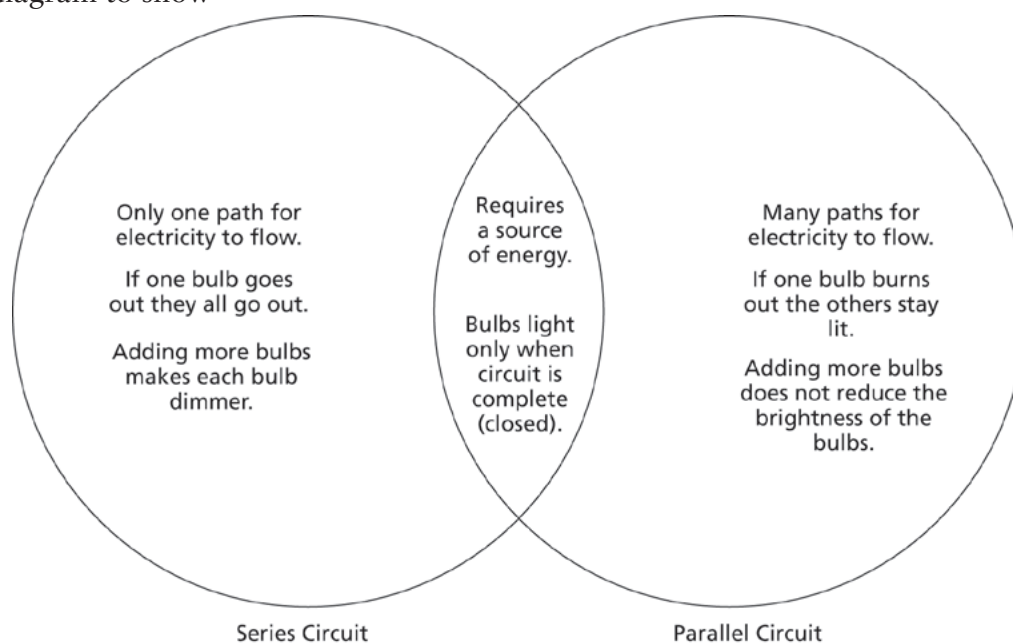 diagram to show
Only one path for
electricity to flow.
If one bulb goes
out they all go out.
Adding more bulbs
makes each bulb
dimmer.
Requires
a source
of energy.
Bulbs light
only when
circuit is
complete
(closed).
Many paths for
electricity to flow.
If one bulb burns
out the others stay
lit.
Adding more bulbs
does not reduce the
brightness of the
bulbs.
Series Circuit
Parallel Circuit